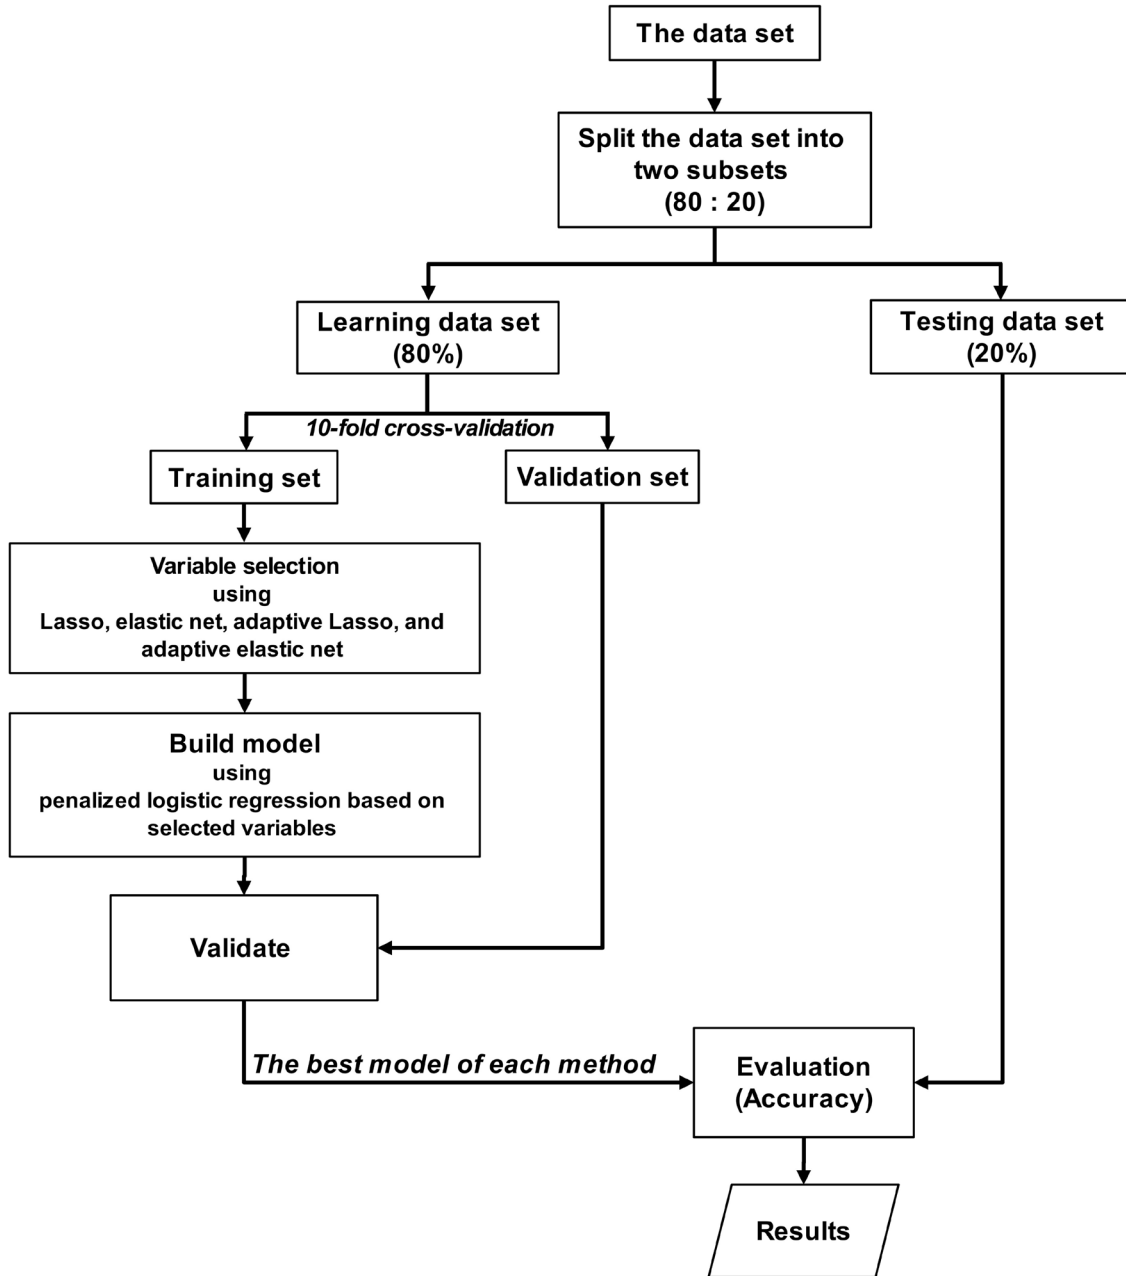 The data set
Split the data set into
two subsets
(80 : 20)
Learning data set
(80%)
Testing data set
(20%)
10-fold cross-validation
Training set
Validation set
Variable selection
using
Lasso, elastic net, adaptive Lasso, and
adaptive elastic net
Build model
using
penalized logistic regression based on
selected variables
Validate
The best model of each method
Evaluation
(Accuracy)
Results